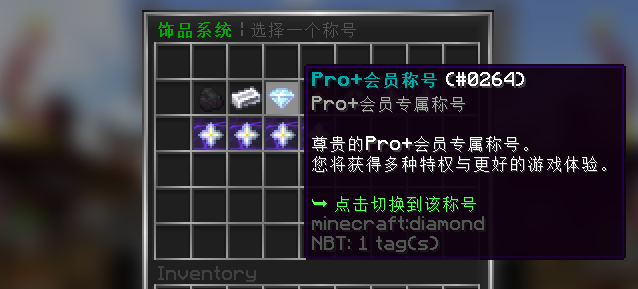 饰品系统 | 选择一个称号
Pro+会员称号 (#0264)
Pro+会员专属称号
尊贵的Pro+会员专属称号。
您将获得多种特权与更好的游戏体验。
➥ 点击切换到该称号
minecraft:diamond
NBT: 1 tag(s)
Inventory